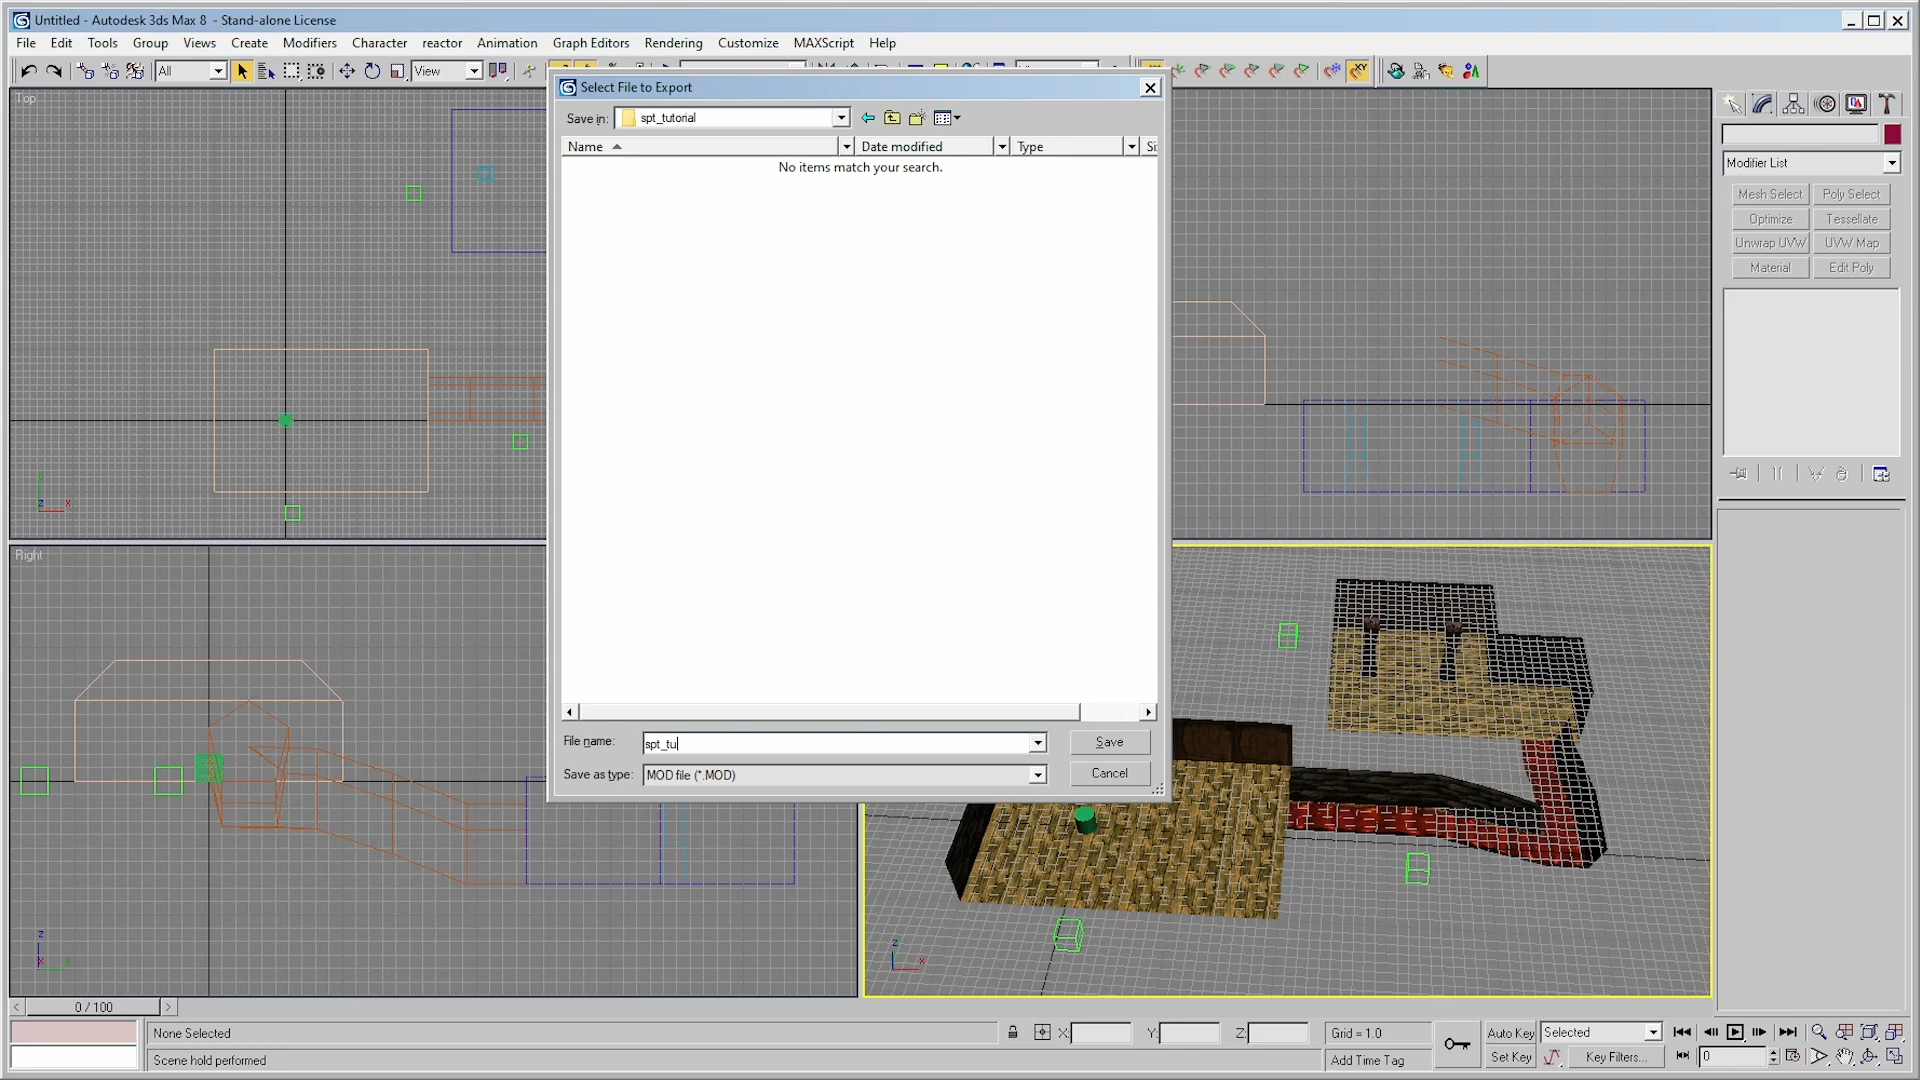 Untitled - Autodesk 3ds Max 8 - Stand-alone License
File Edit Tools Group Views Create Modifiers Character reactor Animation Graph Editors Rendering Customize MAXScript Help
All
View
Top
Select File to Export
Save in: spt_tutorial
Name Date modified Type Si
No items match your search.
File name: spt_tu
Save
Save as type: MOD file (*.MOD)
Cancel
Modifier List
Mesh Select Poly Select
Optimize Tessellate
Unwrap UVW UVW Map
Material Edit Poly
z x
Right
z
z x
0 / 100
None Selected
X: Y: Z:
Grid = 1.0
Auto Key Selected
Scene hold performed
Add Time Tag
Set Key Key Filters...
0